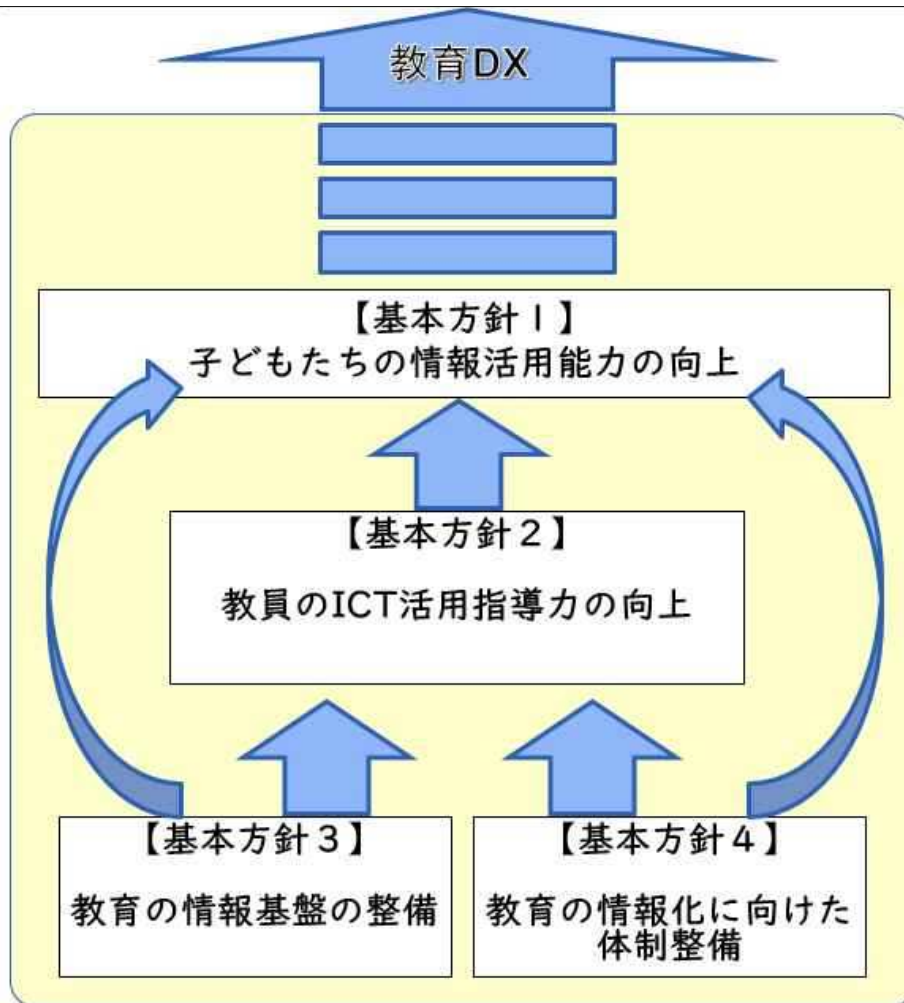 教育DX
【基本方針1】
子どもたちの情報活用能力の向上
【基本方針2】
教員のICT活用指導力の向上
【基本方針3】
教育の情報基盤の整備
【基本方針4】
教育の情報化に向けた
体制整備